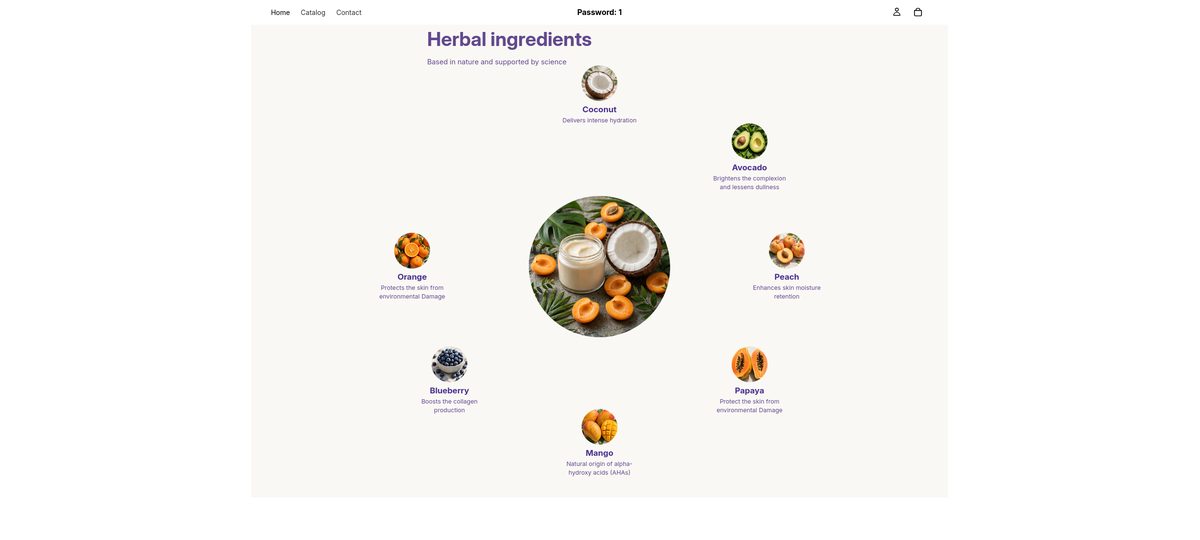 Home Catalog Contact Password: 1
Herbal ingredients
Based in nature and supported by science
Coconut
Delivers intense hydration
Avocado
Brightens the complexion
and lessens dullness
Orange
Protects the skin from
environmental Damage
Peach
Enhances skin moisture
retention
Blueberry
Boosts the collagen
production
Papaya
Protect the skin from
environmental Damage
Mango
Natural origin of alpha-
hydroxy acids (AHAs)